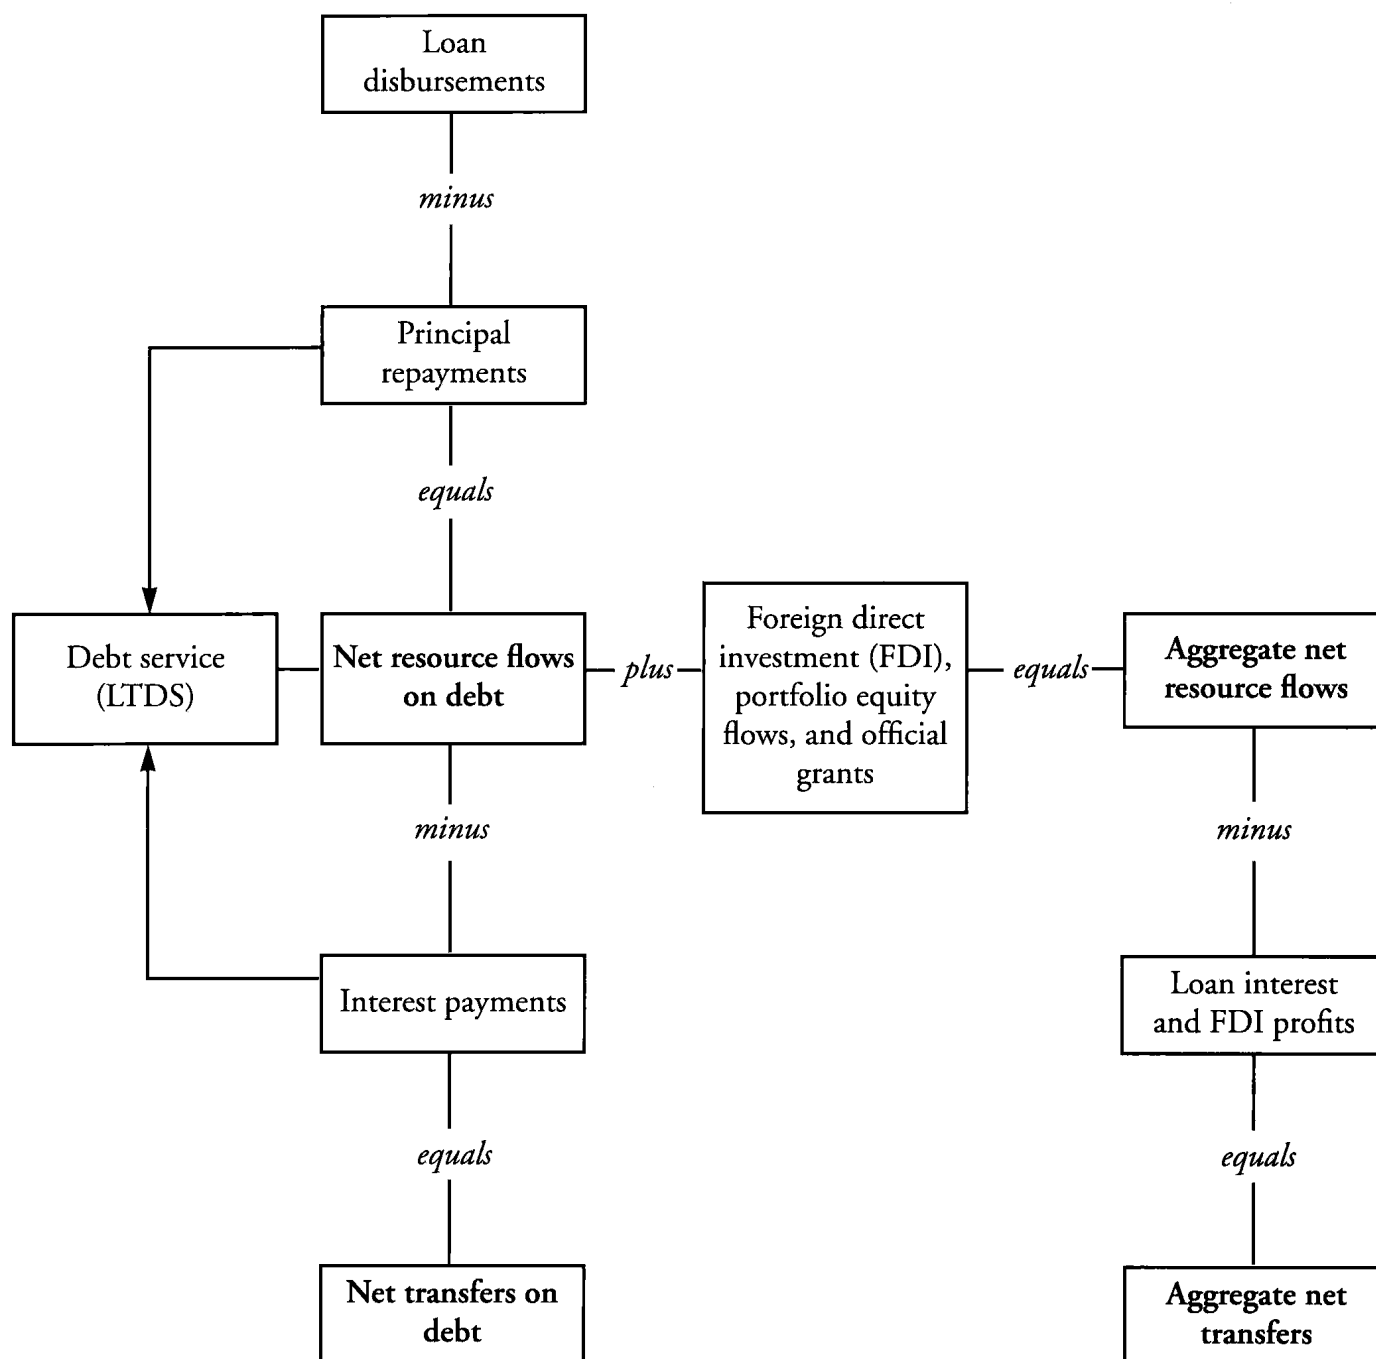 Loan
disbursements
minus
Principal
repayments
equals
Debt service
(LTDS)
Net resource flows
on debt
plus
Foreign direct
investment (FDI),
portfolio equity
flows, and official
grants
equals
Aggregate net
resource flows
minus
minus
Interest payments
Loan interest
and FDI profits
equals
equals
Net transfers on
debt
Aggregate net
transfers